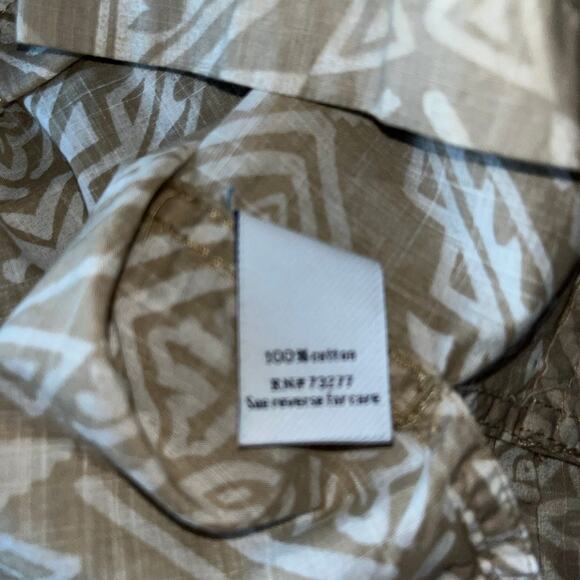 100% cotton
RN# 73277
See reverse for care